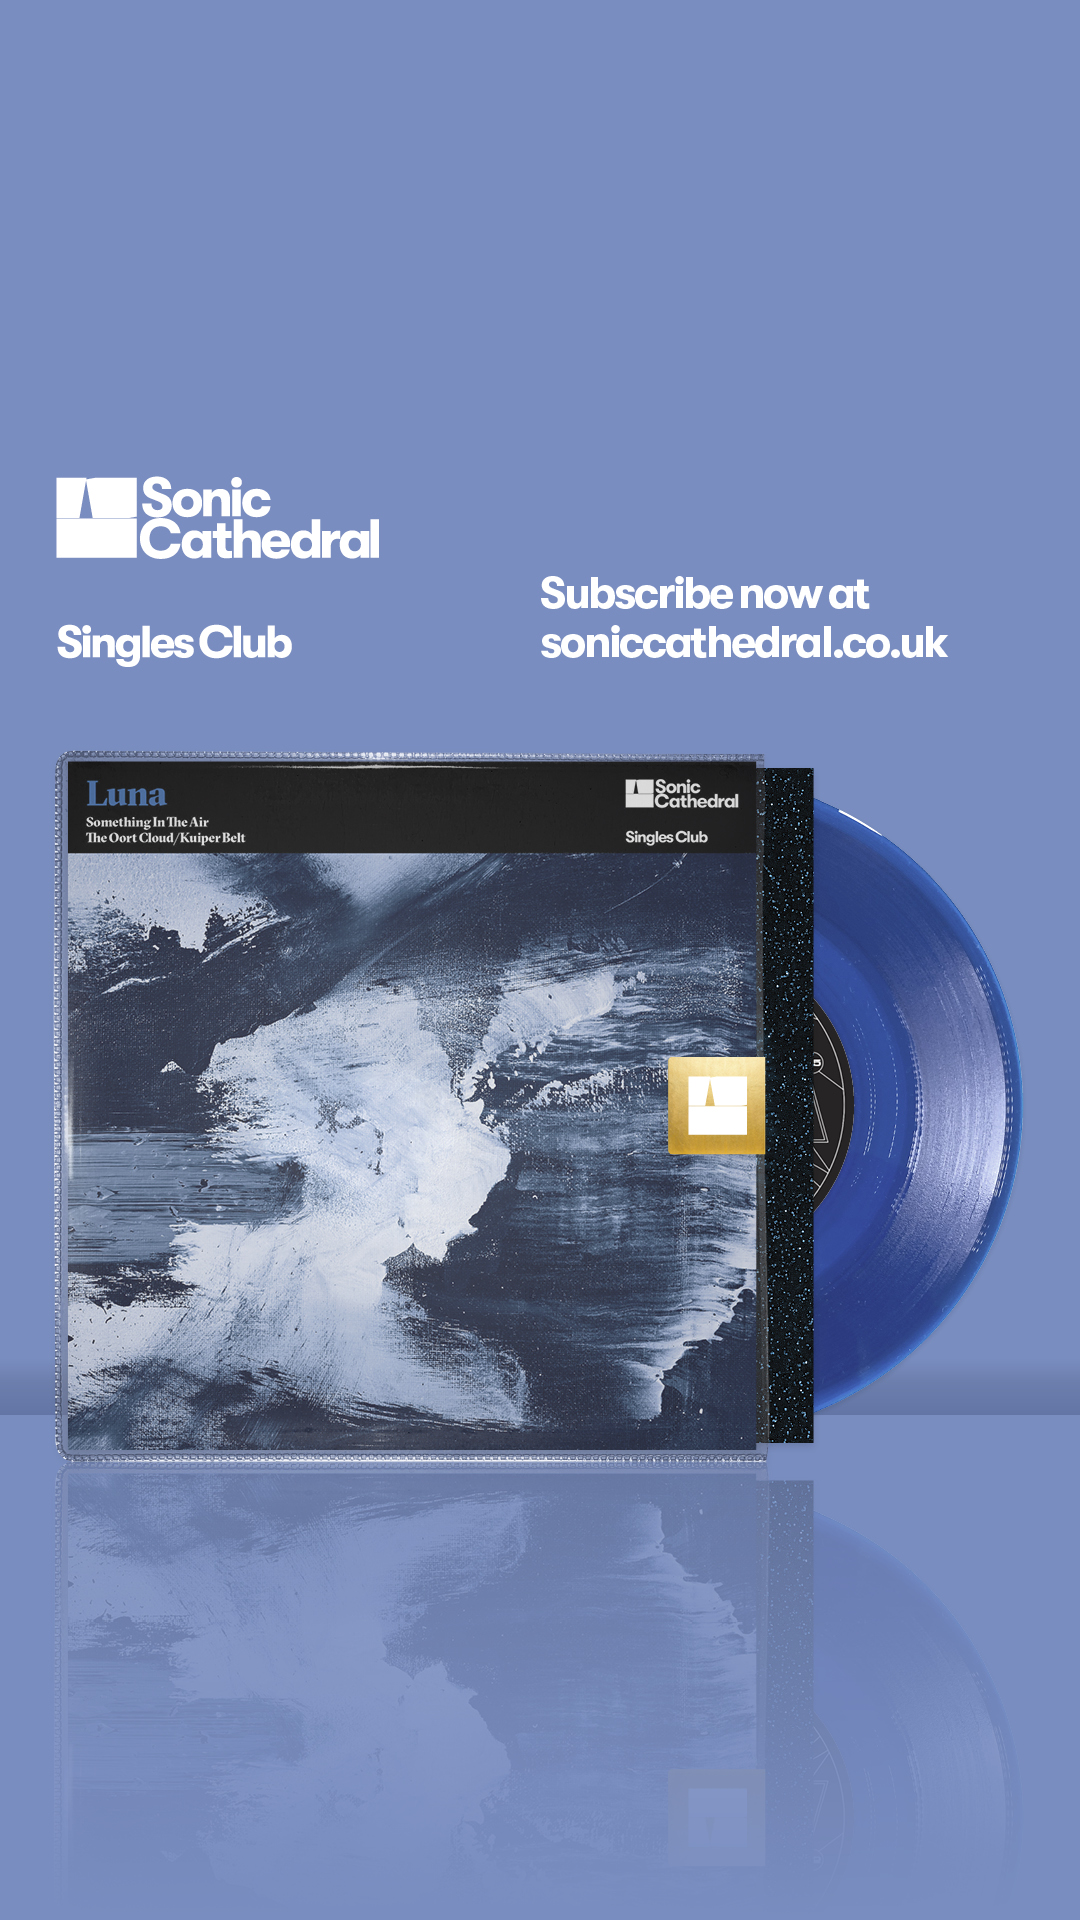 Sonic
Cathedral
Singles Club
Subscribe now at
soniccathedral.co.uk
Luna
Something In The Air
The Oort Cloud/Kuiper Belt
Sonic
Cathedral
Singles Club